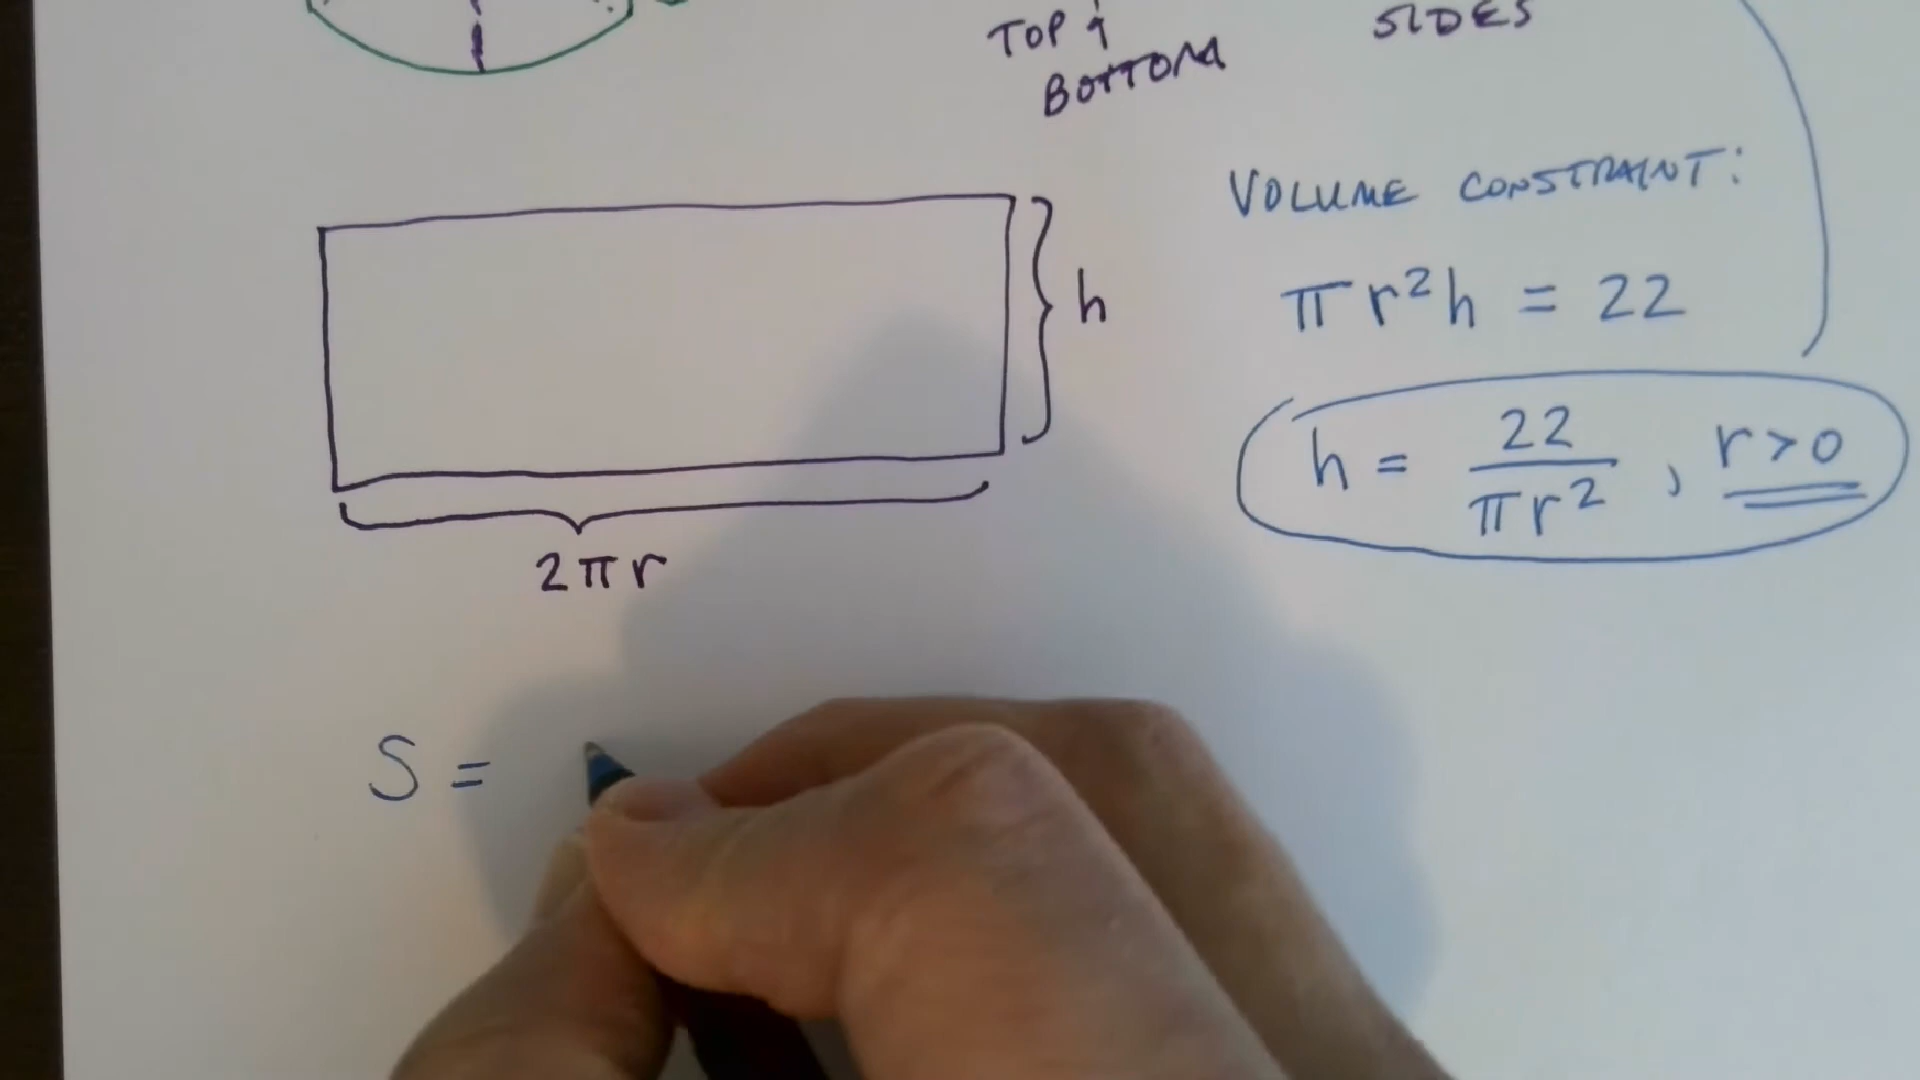 TOP &
BOTTOM
SIDES
VOLUME CONSTRAINT:
πr²h = 22
h = 22/πr², r>0
h
2πr
S =